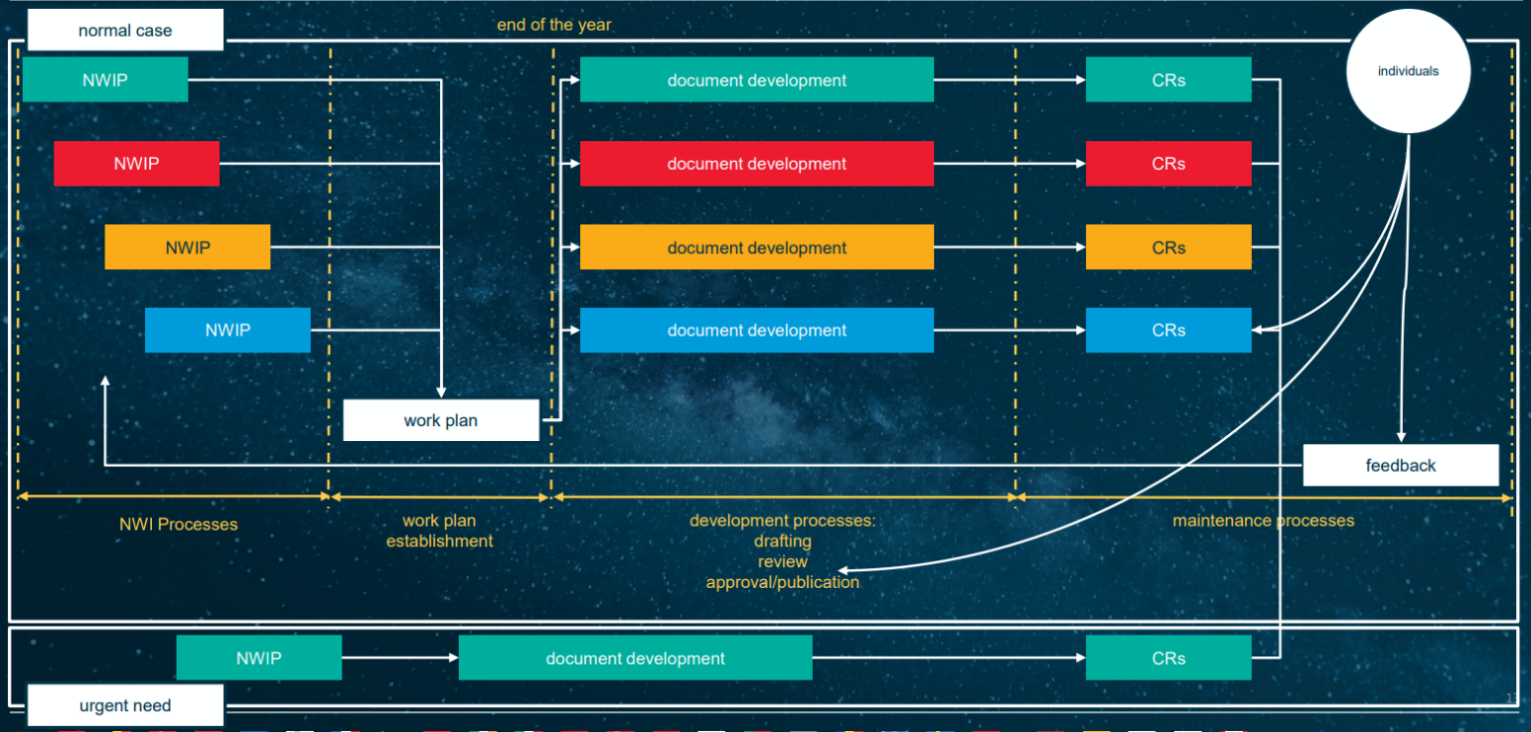 normal case
end of the year
individuals
NWIP
document development
CRs
NWIP
document development
CRs
NWIP
document development
CRs
NWIP
document development
CRs
work plan
feedback
NWI Processes
work plan
establishment
development processes:
drafting
review
approval/publication
maintenance processes
NWIP
document development
CRs
urgent need